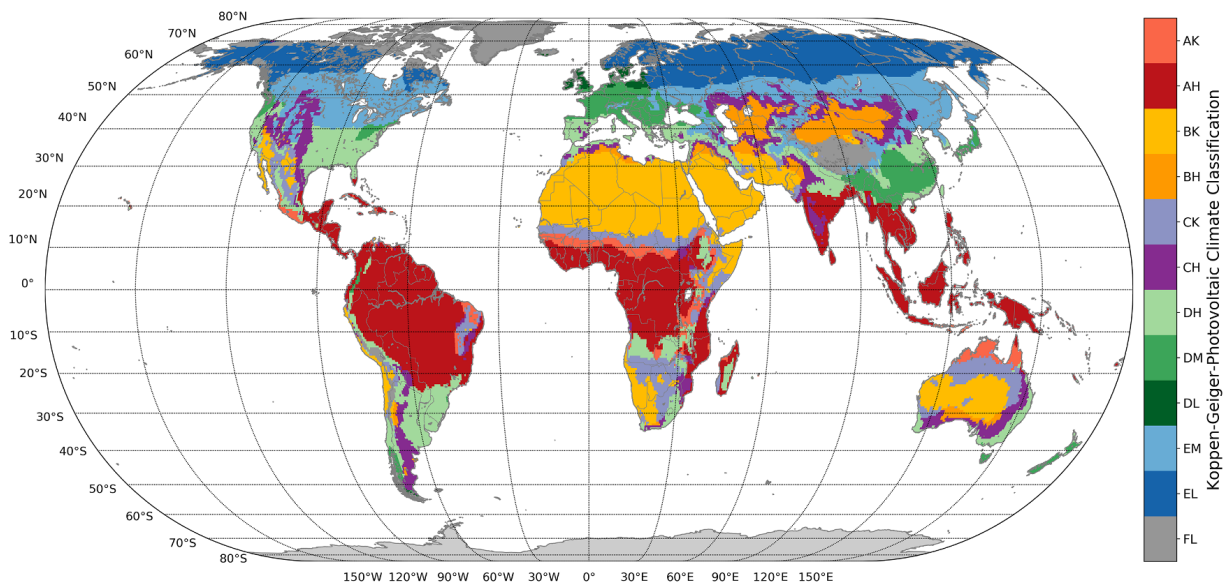 80°N
70°N
60°N
50°N
40°N
30°N
20°N
10°N
0°
10°S
20°S
30°S
40°S
50°S
60°S
70°S
80°S
150°W 120°W 90°W 60°W 30°W 0° 30°E 60°E 90°E 120°E 150°E
AK
AH
BK
BH
CK
CH
DH
DM
DL
EM
EL
FL
Koppen-Geiger-Photovoltaic Climate Classification